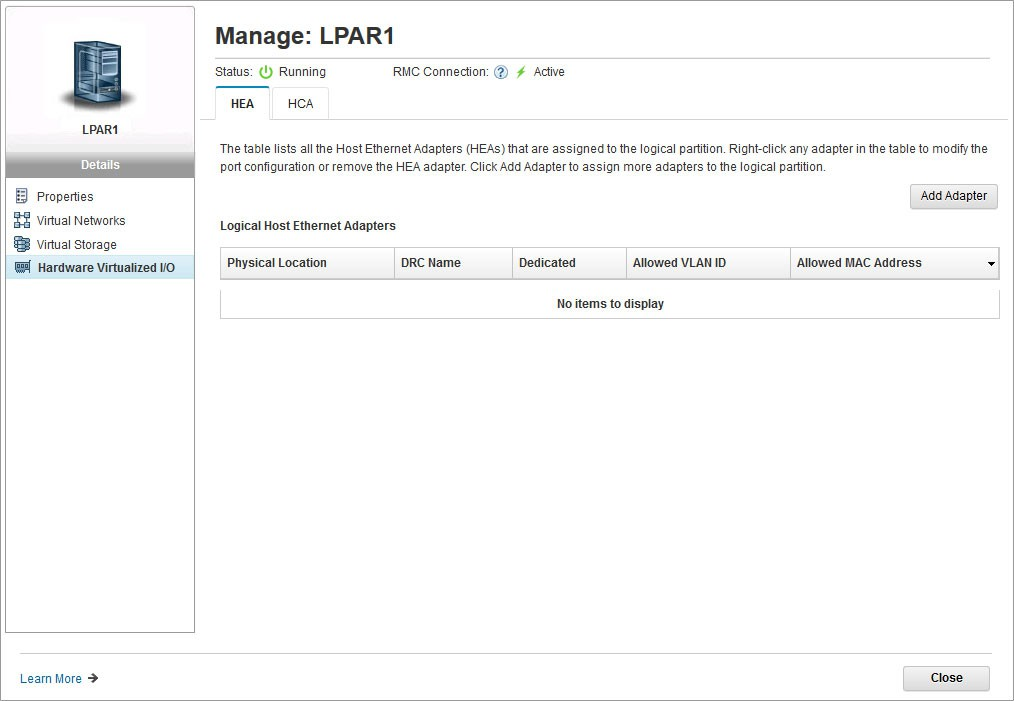 Manage: LPAR1
Status: Running RMC Connection: ? Active
LPAR1
Details
Properties
Virtual Networks
Virtual Storage
Hardware Virtualized I/O
HEA HCA
The table lists all the Host Ethernet Adapters (HEAs) that are assigned to the logical partition. Right-click any adapter in the table to modify the
port configuration or remove the HEA adapter. Click Add Adapter to assign more adapters to the logical partition.
Add Adapter
Logical Host Ethernet Adapters
Physical Location DRC Name Dedicated Allowed VLAN ID Allowed MAC Address
No items to display
Learn More
Close